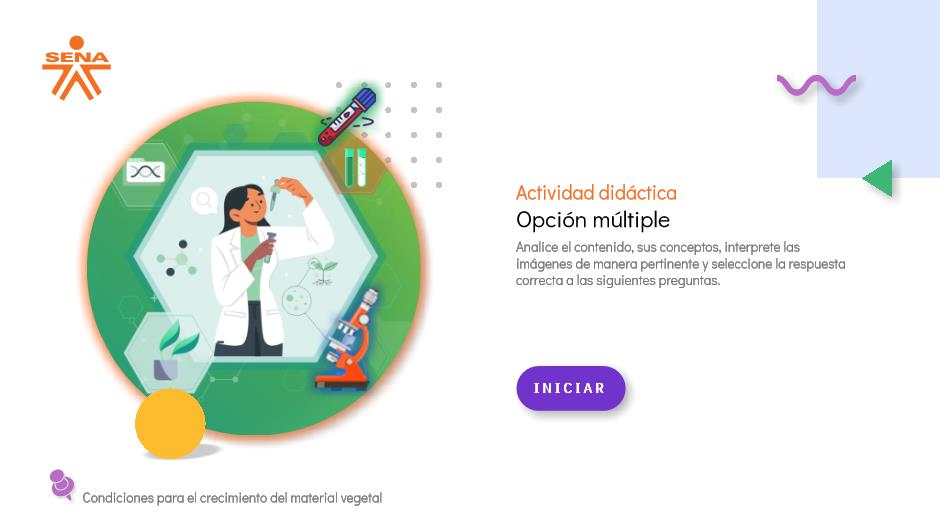 SENA
Actividad didáctica
Opción múltiple
Analice el contenido, sus conceptos, interprete las
imágenes de manera pertinente y seleccione la respuesta
correcta a las siguientes preguntas.
INICIAR
Condiciones para el crecimiento del material vegetal